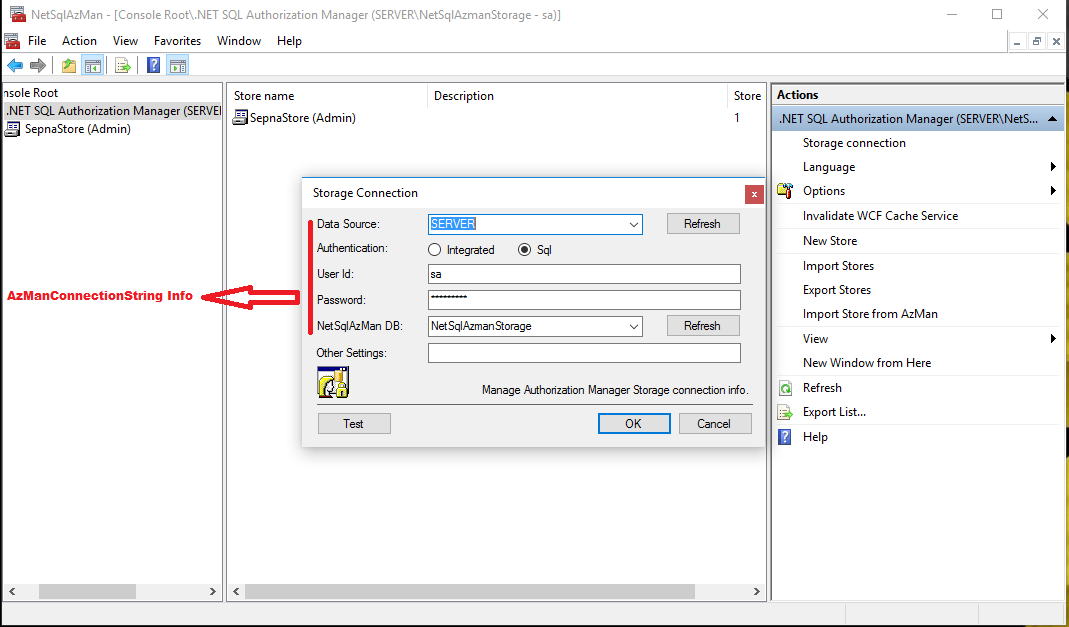 NetSqlAzMan - [Console Root\.NET SQL Authorization Manager (SERVER\NetSqlAzmanStorage - sa)]
File Action View Favorites Window Help
nsole Root
.NET SQL Authorization Manager (SERVE
SepnaStore (Admin)
Store name Description Store
SepnaStore (Admin) 1
AzManConnectionString Info
Storage Connection
x
Data Source: SERVER Refresh
Authentication: Integrated Sql
User Id: sa
Password: *********
NetSqlAzMan DB: NetSqlAzmanStorage Refresh
Other Settings:
Manage Authorization Manager Storage connection info.
Test OK Cancel
Actions
.NET SQL Authorization Manager (SERVER\NetS...
Storage connection
Language
Options
Invalidate WCF Cache Service
New Store
Import Stores
Export Stores
Import Store from AzMan
View
New Window from Here
Refresh
Export List...
Help